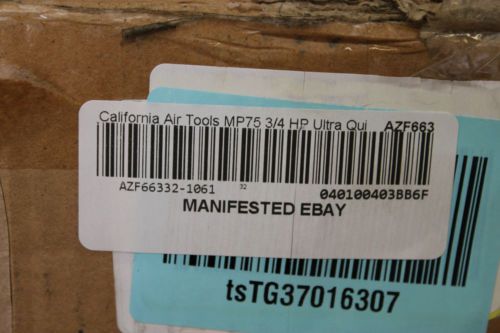 California Air Tools MP75 3/4 HP Ultra Qui AZF663
AZF66332-1061 32 040100403BB6F
MANIFESTED EBAY
tsTG37016307